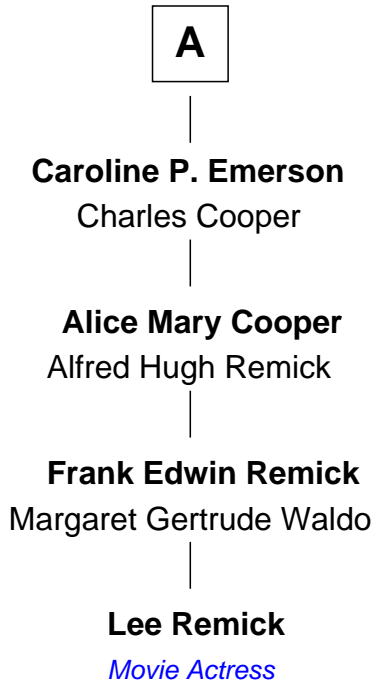 A
Caroline P. Emerson
Charles Cooper
Alice Mary Cooper
Alfred Hugh Remick
Frank Edwin Remick
Margaret Gertrude Waldo
Lee Remick
Movie Actress